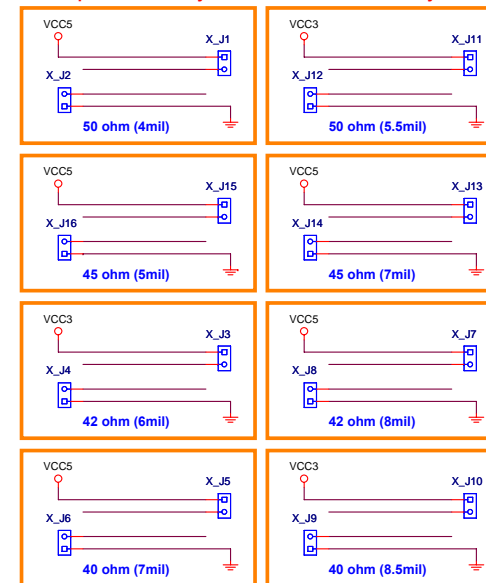 VCC5
X_J1
X_J2
50 ohm (4mil)
VCC3
X_J11
X_J12
50 ohm (5.5mil)
VCC5
X_J15
X_J16
45 ohm (5mil)
VCC5
X_J13
X_J14
45 ohm (7mil)
VCC3
X_J3
X_J4
42 ohm (6mil)
VCC5
X_J7
X_J8
42 ohm (8mil)
VCC5
X_J5
X_J6
40 ohm (7mil)
VCC3
X_J10
X_J9
40 ohm (8.5mil)